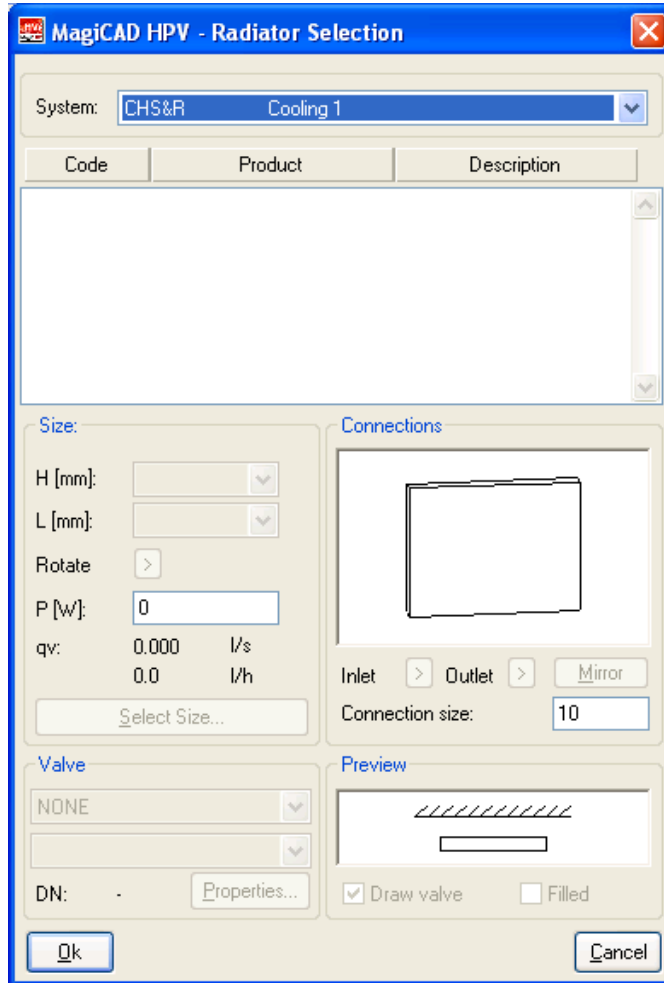 MagiCAD HPV - Radiator Selection
System: CHS&R Cooling 1
Code Product Description
Size:
H [mm]:
L [mm]:
Rotate >
P [W]: 0
qv: 0.000 l/s
0.0 l/h
Select Size...
Connections
Inlet > Outlet > Mirror
Connection size: 10
Valve
NONE
DN: - Properties...
Preview
Draw valve Filled
Ok Cancel